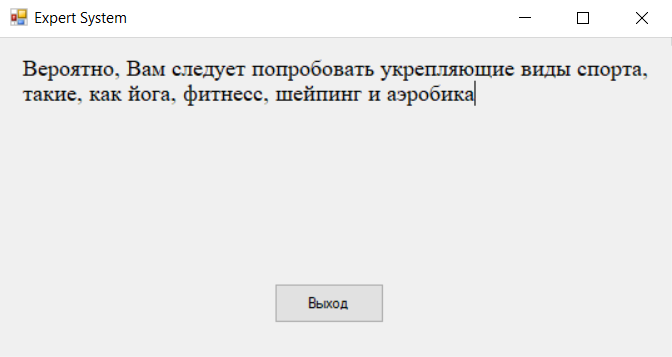 Expert System
Вероятно, Вам следует попробовать укрепляющие виды спорта,
такие, как йога, фитнесс, шейпинг и аэробика
Выход